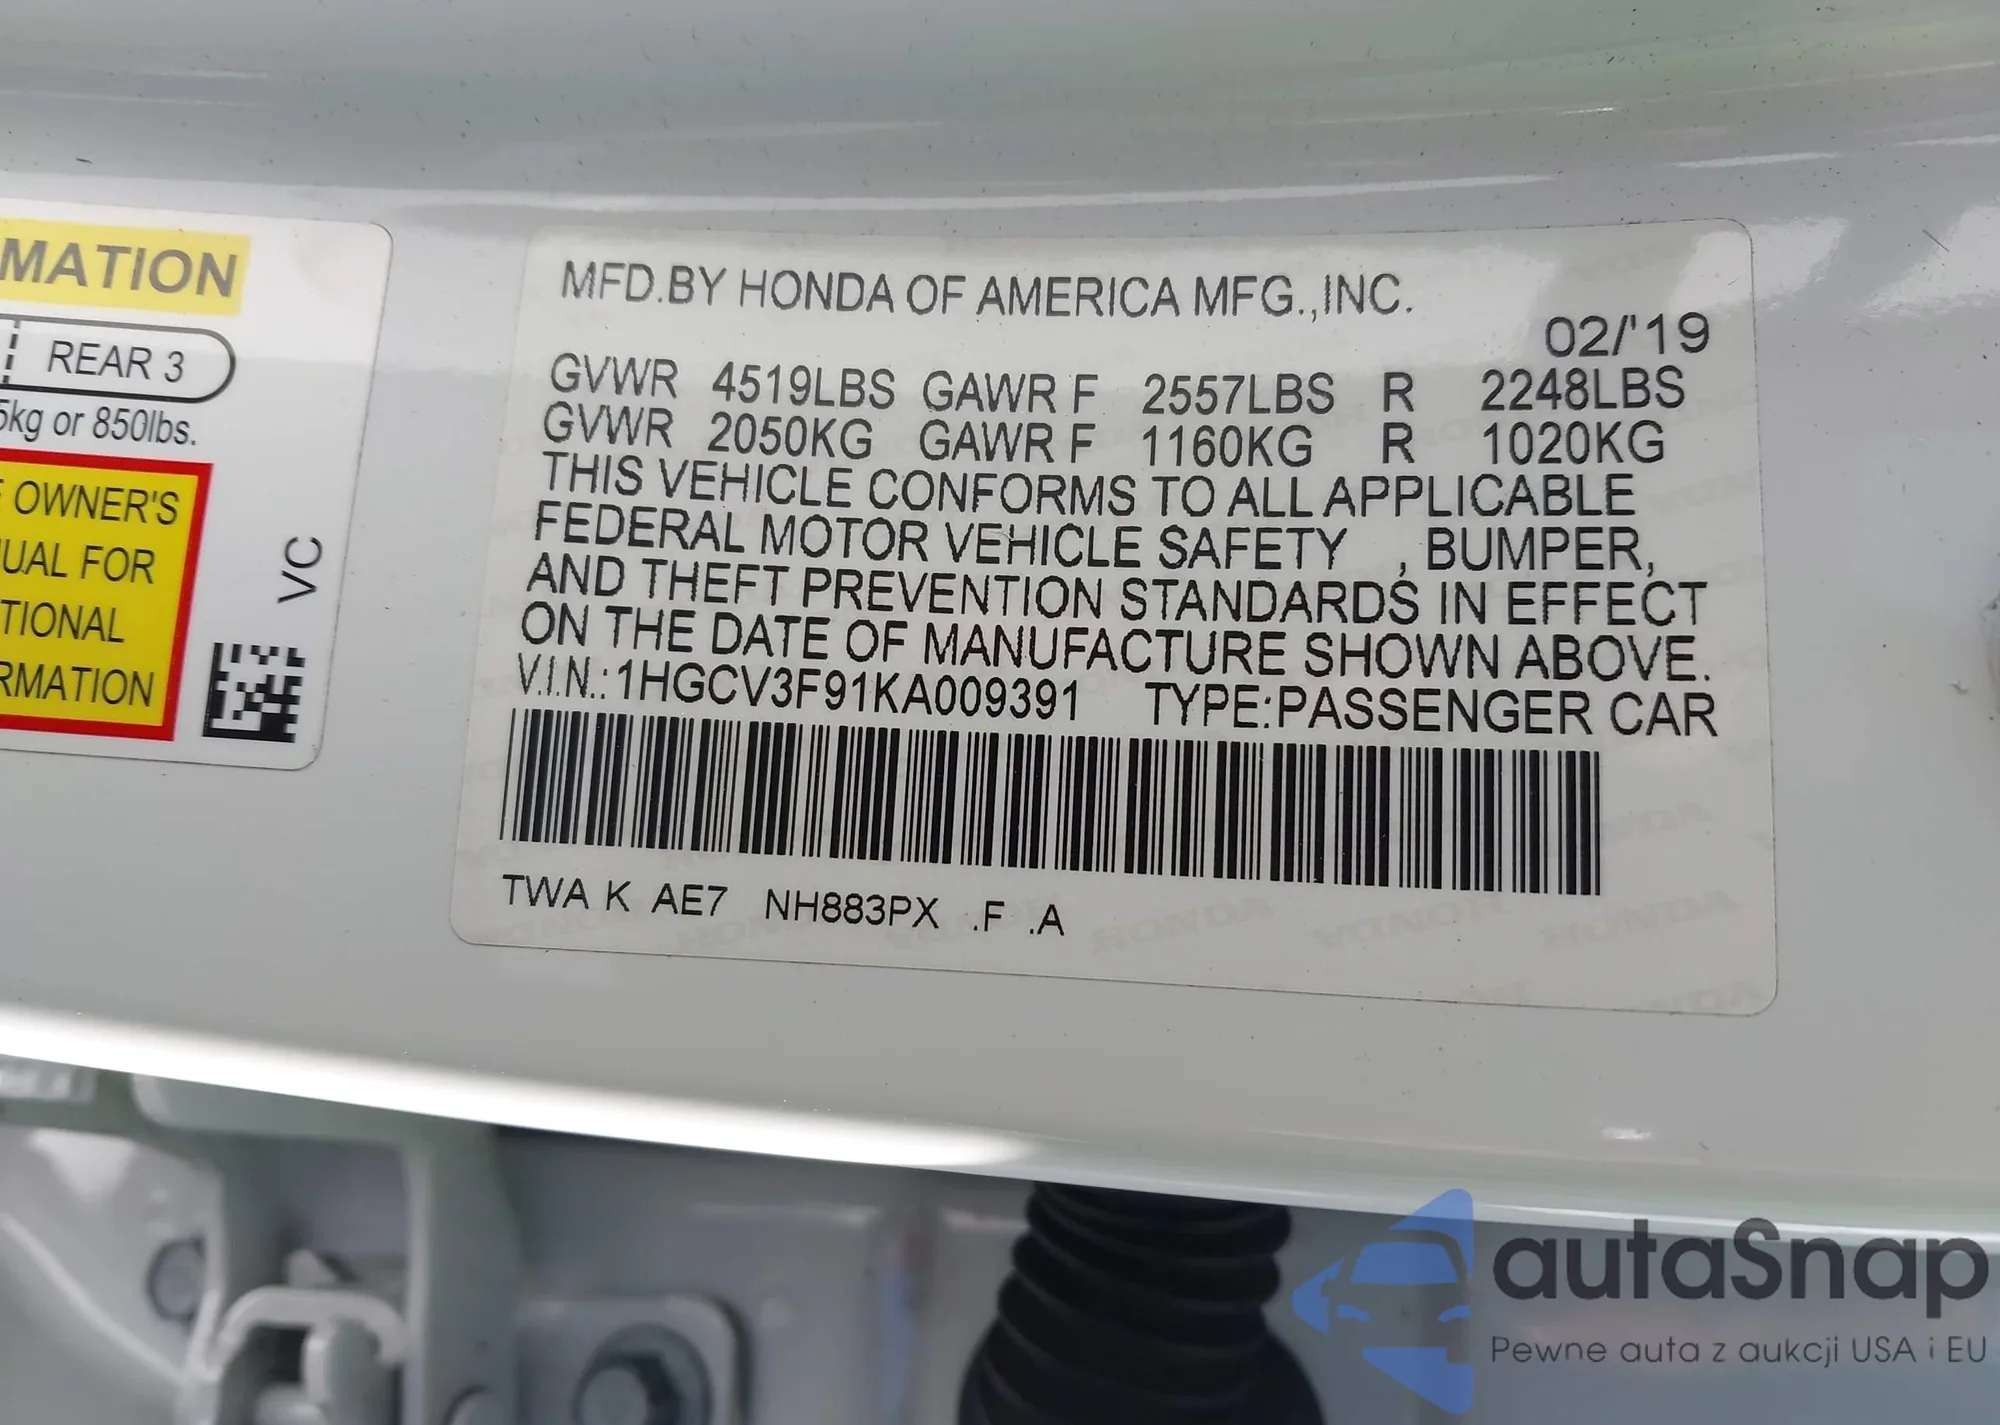 MATION
REAR 3
5kg or 850lbs.
OWNER'S
UAL FOR
TIONAL
RMATION
VC
MFD.BY HONDA OF AMERICA MFG.,INC.
02/'19
GVWR 4519LBS GAWR F 2557LBS R 2248LBS
GVWR 2050KG GAWR F 1160KG R 1020KG
THIS VEHICLE CONFORMS TO ALL APPLICABLE
FEDERAL MOTOR VEHICLE SAFETY , BUMPER,
AND THEFT PREVENTION STANDARDS IN EFFECT
ON THE DATE OF MANUFACTURE SHOWN ABOVE.
V.I.N.:1HGCV3F91KA009391 TYPE:PASSENGER CAR
TWA K AE7 NH883PX .F .A
autaSnap
Pewne auta z aukcji USA i EU